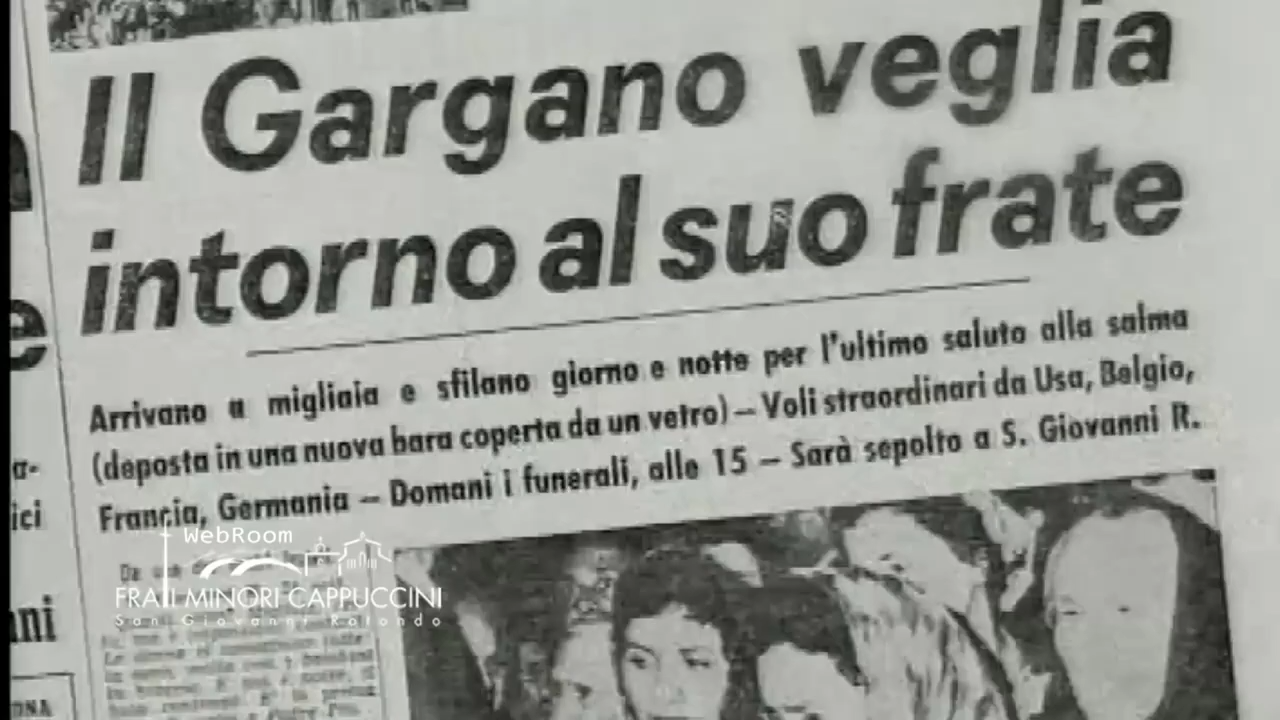 Il Gargano veglia
intorno al suo frate
Arrivano a migliaia e sfilano giorno e notte per l'ultimo saluto alla salma
(deposta in una nuova bara coperta da un vetro) – Voli straordinari da Usa, Belgio,
Francia, Germania – Domani i funerali, alle 15 – Sarà sepolto a S. Giovanni R.
WebRoom
FRATI MINORI CAPPUCCINI
San Giovanni Rotondo